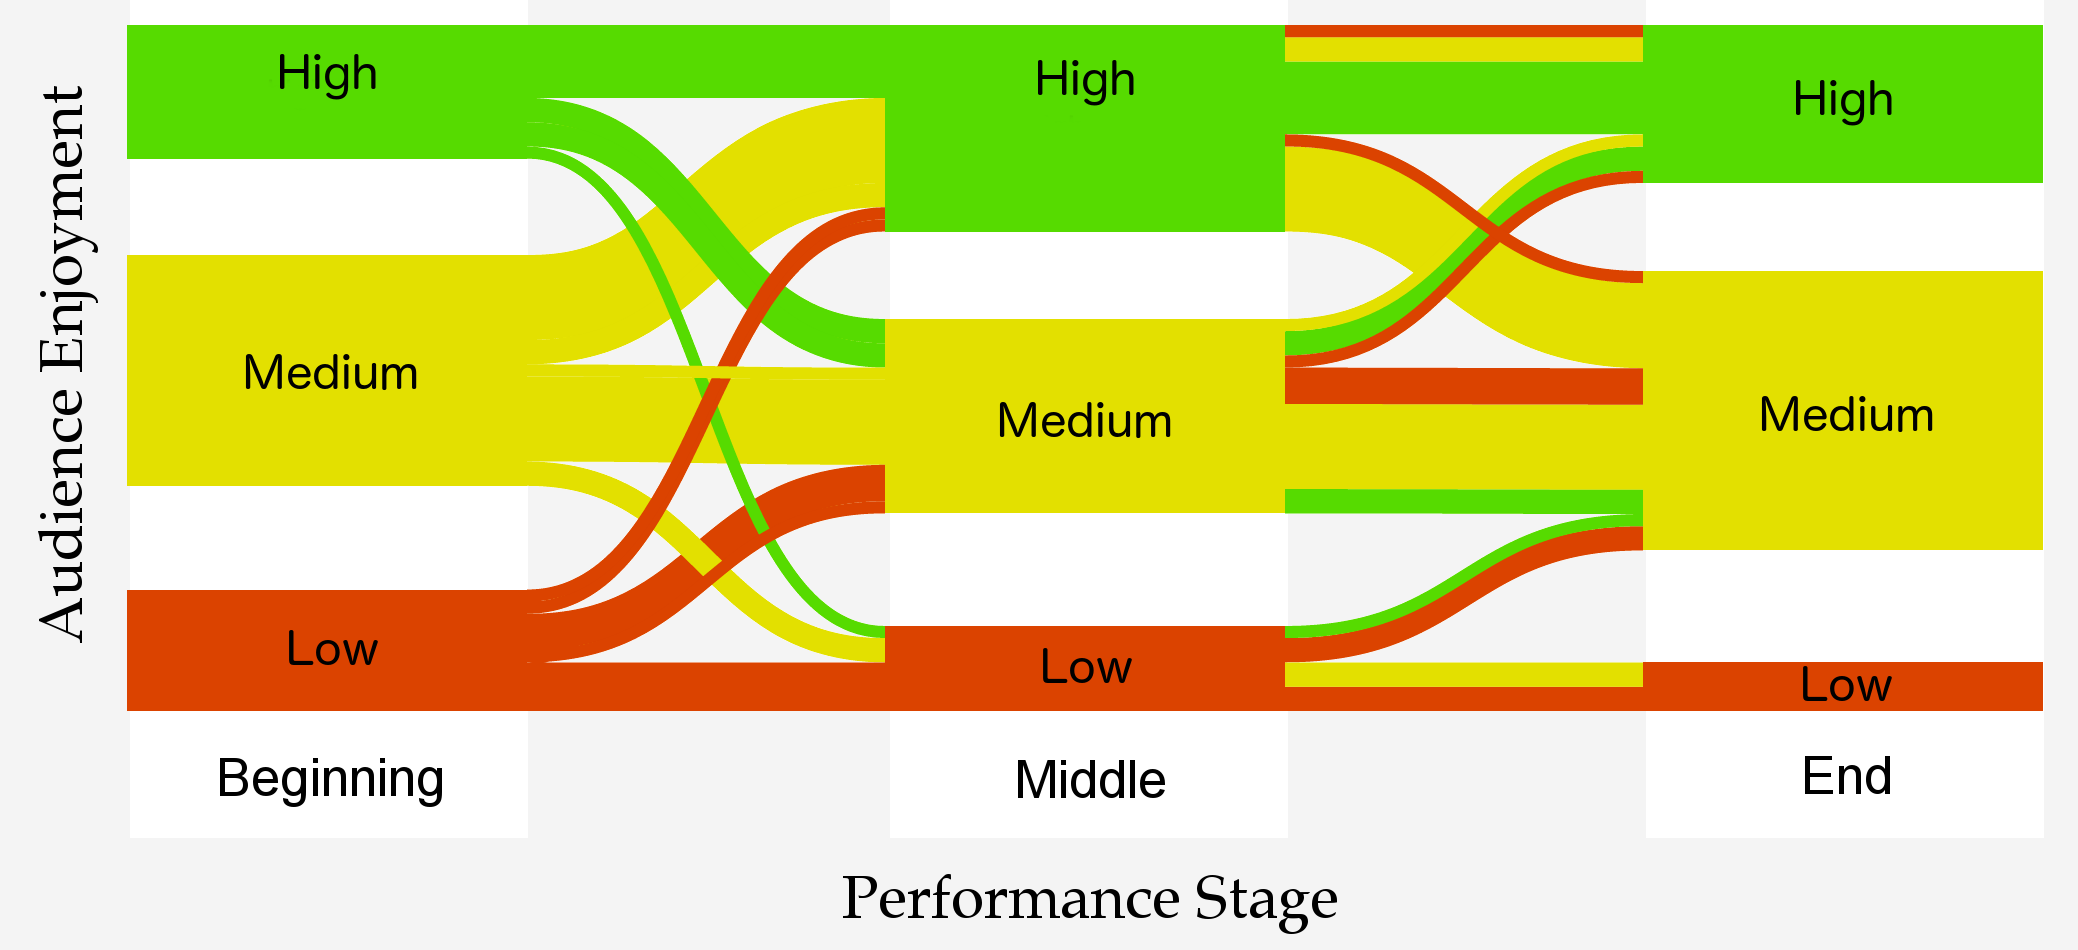 Audience Enjoyment
High
High
High
Medium
Medium
Medium
Low
Low
Low
Beginning
Middle
End
Performance Stage